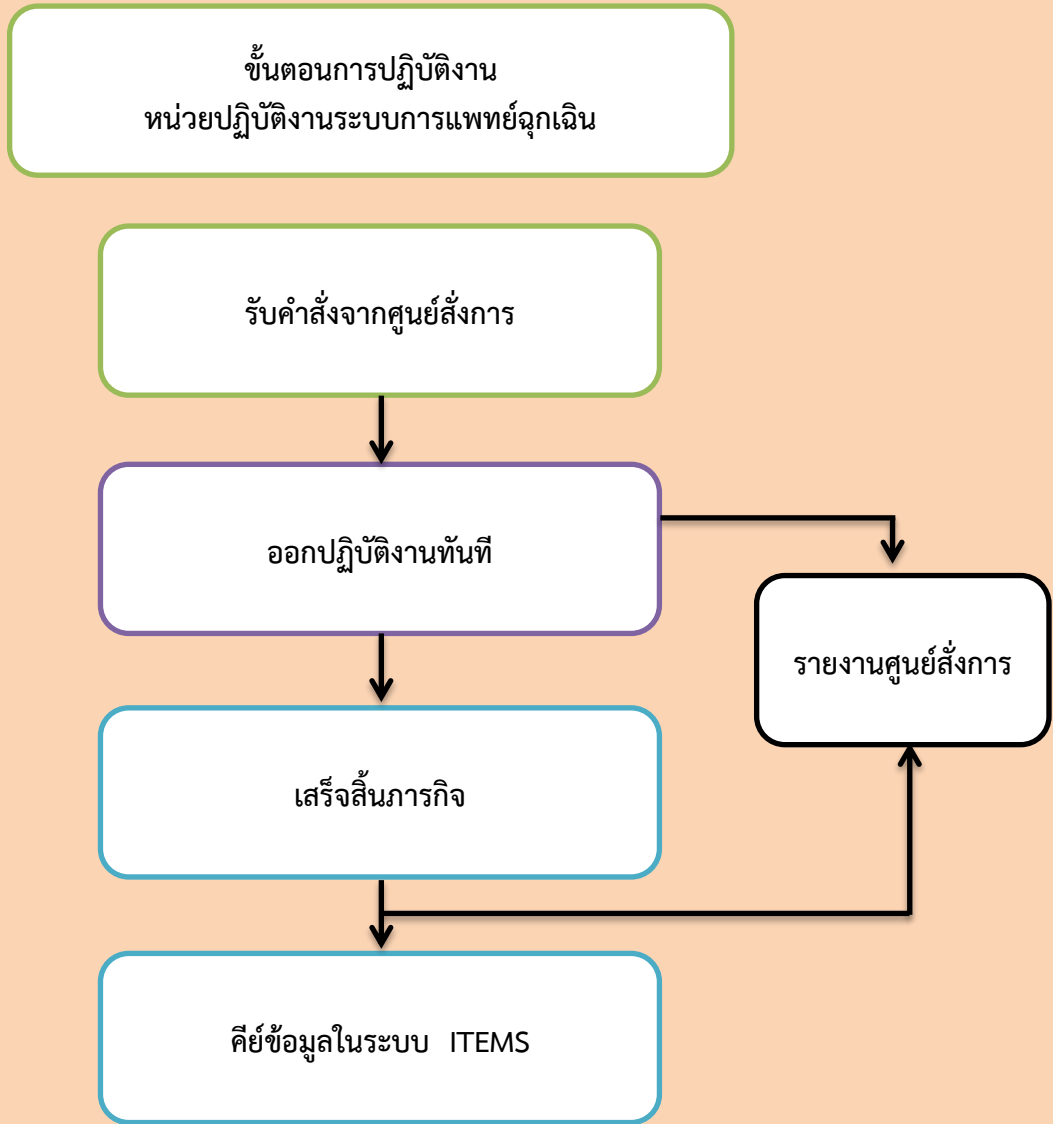 ขั้นตอนการปฏิบัติงาน
หน่วยปฏิบัติงานระบบการแพทย์ฉุกเฉิน
รับคำสั่งจากศูนย์สั่งการ
ออกปฏิบัติงานทันที
รายงานศูนย์สั่งการ
เสร็จสิ้นภารกิจ
คีย์ข้อมูลในระบบ ITEMS